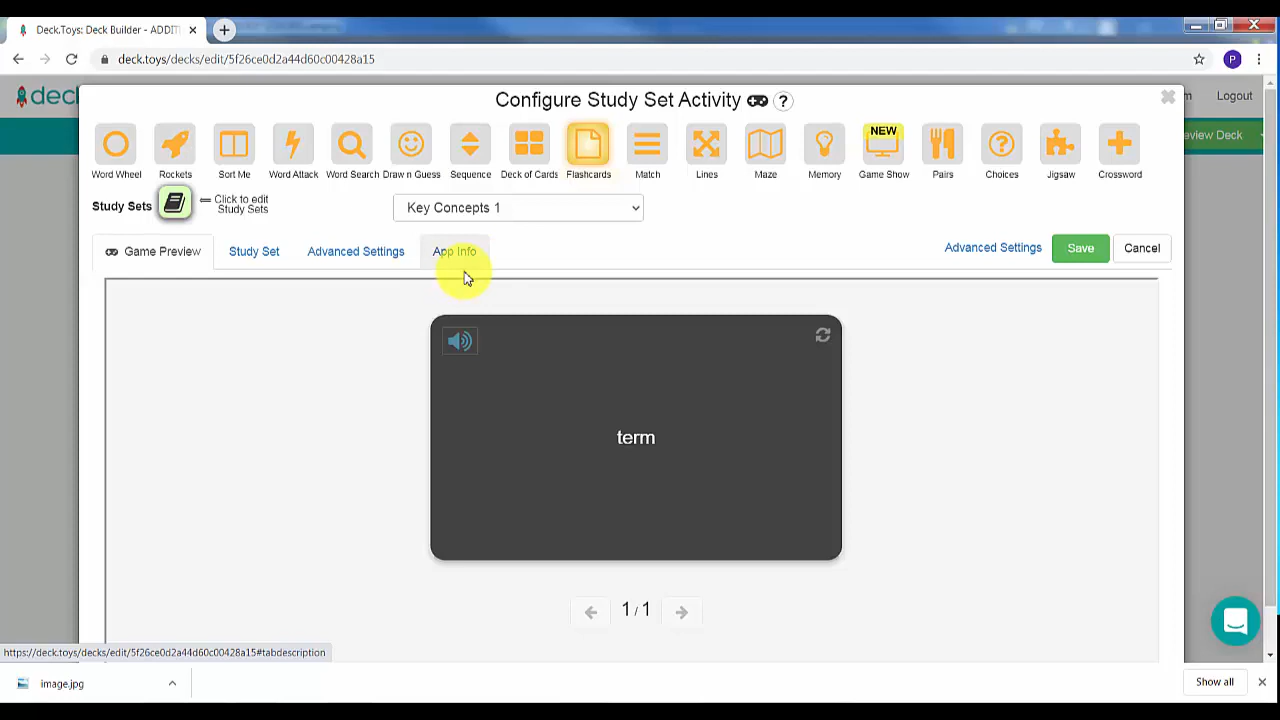 Deck.Toys: Deck Builder - ADDIT
deck.toys/decks/edit/5f26ce0d2a44d60c00428a15
P
deck
Logout
eview Deck
Configure Study Set Activity ?
NEW
Word Wheel Rockets Sort Me Word Attack Word Search Draw n Guess Sequence Deck of Cards Flashcards Match Lines Maze Memory Game Show Pairs Choices Jigsaw Crossword
Study Sets Click to edit
Study Sets
Key Concepts 1
Game Preview Study Set Advanced Settings App Info Advanced Settings Save Cancel
term
1 / 1
https://deck.toys/decks/edit/5f26ce0d2a44d60c00428a15#tabdescription
image.jpg Show all